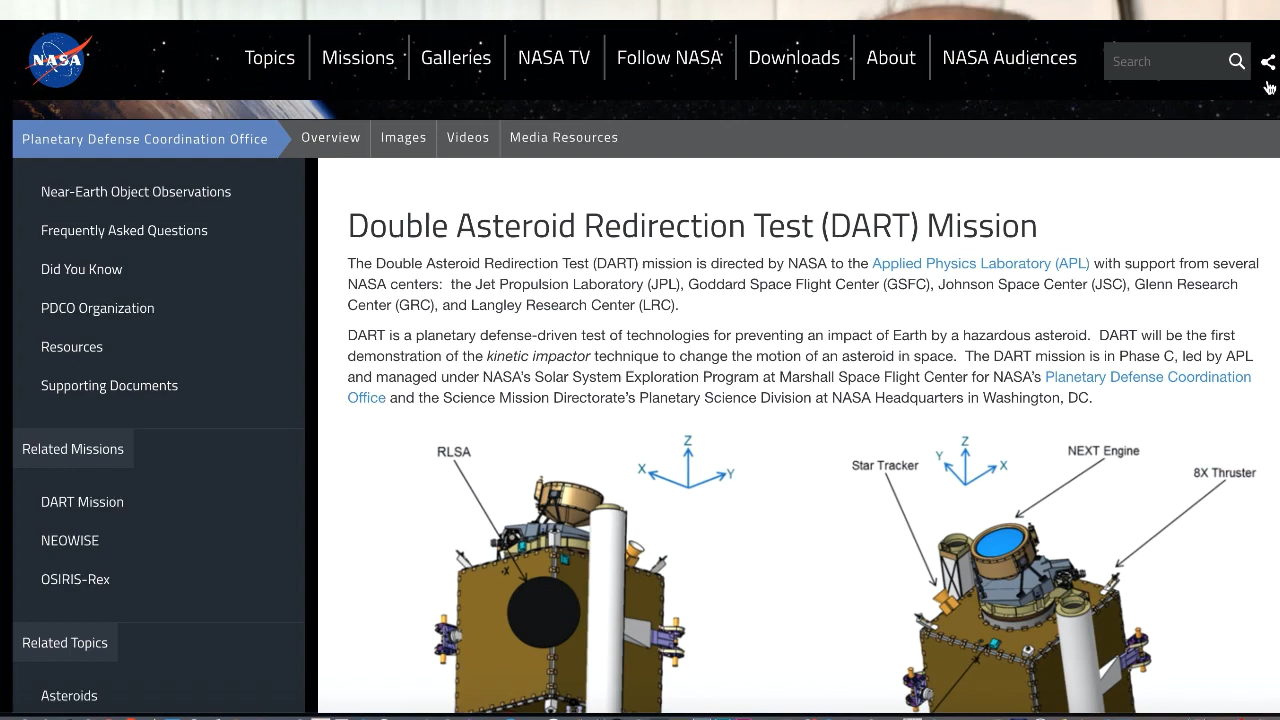 NASA
Topics Missions Galleries NASA TV Follow NASA Downloads About NASA Audiences Search
Planetary Defense Coordination Office Overview Images Videos Media Resources
Near-Earth Object Observations
Frequently Asked Questions
Did You Know
PDCO Organization
Resources
Supporting Documents
Related Missions
DART Mission
NEOWISE
OSIRIS-Rex
Related Topics
Asteroids
Double Asteroid Redirection Test (DART) Mission
The Double Asteroid Redirection Test (DART) mission is directed by NASA to the Applied Physics Laboratory (APL) with support from several
NASA centers:  the Jet Propulsion Laboratory (JPL), Goddard Space Flight Center (GSFC), Johnson Space Center (JSC), Glenn Research
Center (GRC), and Langley Research Center (LRC).
DART is a planetary defense-driven test of technologies for preventing an impact of Earth by a hazardous asteroid.  DART will be the first
demonstration of the kinetic impactor technique to change the motion of an asteroid in space.  The DART mission is in Phase C, led by APL
and managed under NASA's Solar System Exploration Program at Marshall Space Flight Center for NASA's Planetary Defense Coordination
Office and the Science Mission Directorate's Planetary Science Division at NASA Headquarters in Washington, DC.
RLSA
Z
X
Y
Star Tracker
Z
Y
X
NEXT Engine
8X Thruster